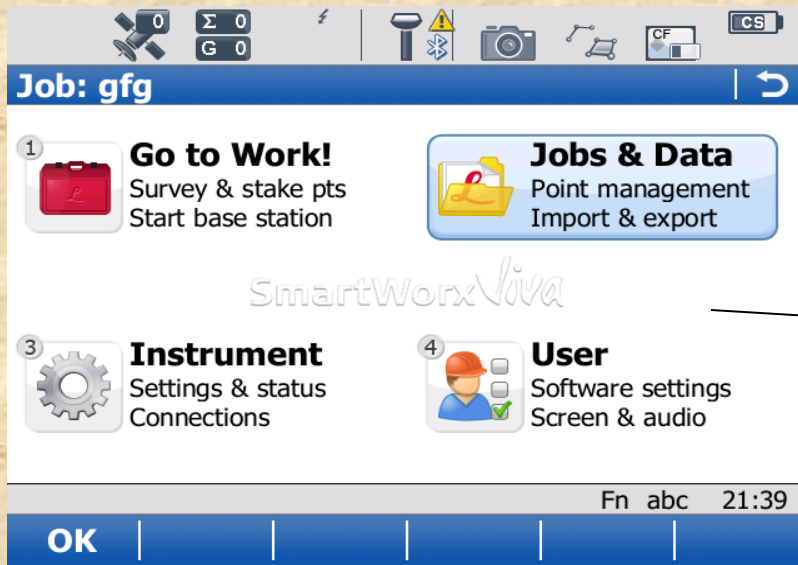 0
Σ 0
G 0
CF
CS
Job: gfg
1
Go to Work!
Survey & stake pts
Start base station
Jobs & Data
Point management
Import & export
SmartWorx Viva
3
Instrument
Settings & status
Connections
4
User
Software settings
Screen & audio
Fn abc 21:39
OK